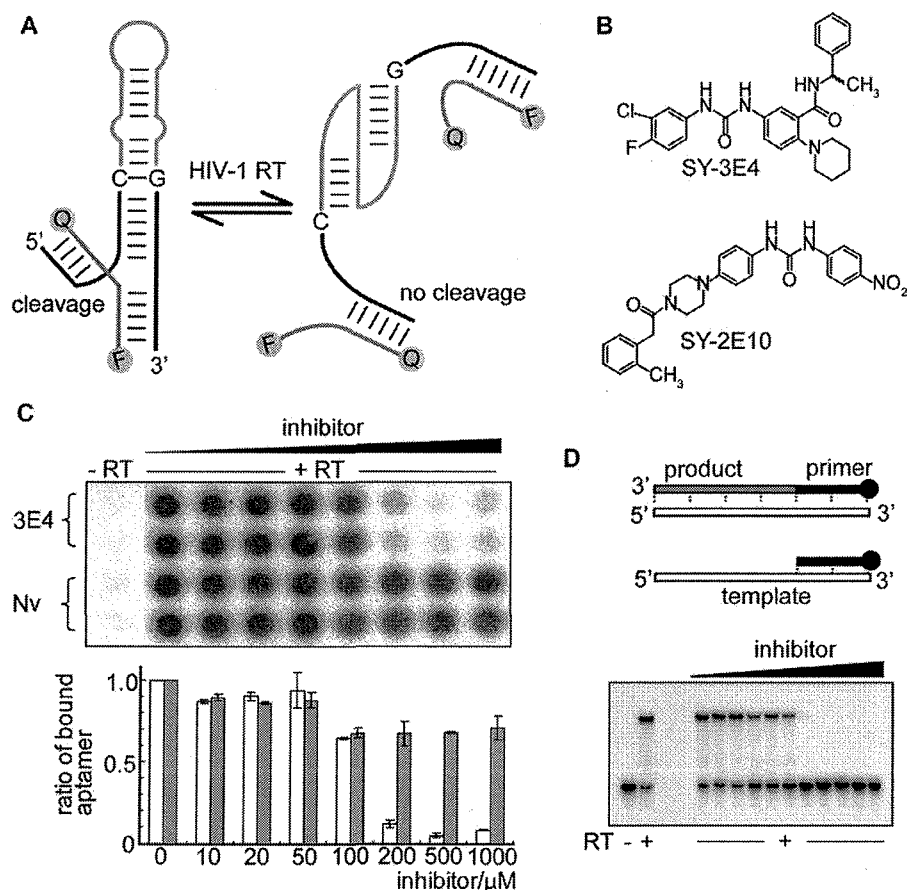 A
C
G
Q
5'
cleavage
F
3'
HIV-1 RT
G
C
Q
F
no cleavage
F
Q
B
H
H
N
N
O
Cl
F
HN
CH3
O
N
SY-3E4
H
H
N
N
O
N
N
O
NO2
CH3
SY-2E10
C
inhibitor
- RT
+ RT
3E4
Nv
1.0
0.5
0
ratio of bound
aptamer
0 10 20 50 100 200 500 1000
inhibitor/µM
D
product primer
3'
5' 3'
5' 3'
template
inhibitor
RT - + +